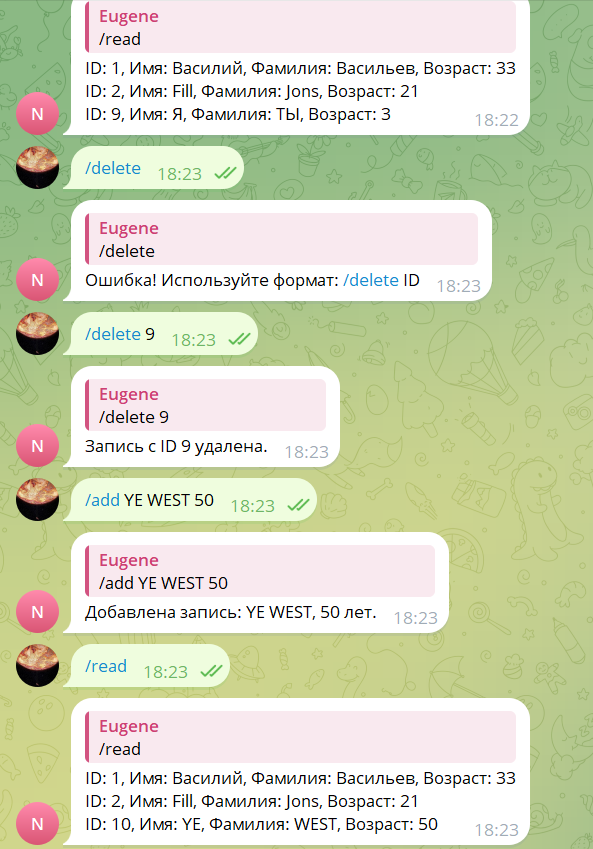 Eugene
/read
ID: 1, Имя: Василий, Фамилия: Васильев, Возраст: 33
ID: 2, Имя: Fill, Фамилия: Jons, Возраст: 21
ID: 9, Имя: Я, Фамилия: ТЫ, Возраст: 3
18:22
N
/delete 18:23
Eugene
/delete
Ошибка! Используйте формат: /delete ID 18:23
N
/delete 9 18:23
Eugene
/delete 9
Запись с ID 9 удалена. 18:23
N
/add YE WEST 50 18:23
Eugene
/add YE WEST 50
Добавлена запись: YE WEST, 50 лет. 18:23
N
/read 18:23
Eugene
/read
ID: 1, Имя: Василий, Фамилия: Васильев, Возраст: 33
ID: 2, Имя: Fill, Фамилия: Jons, Возраст: 21
ID: 10, Имя: YE, Фамилия: WEST, Возраст: 50
18:23
N